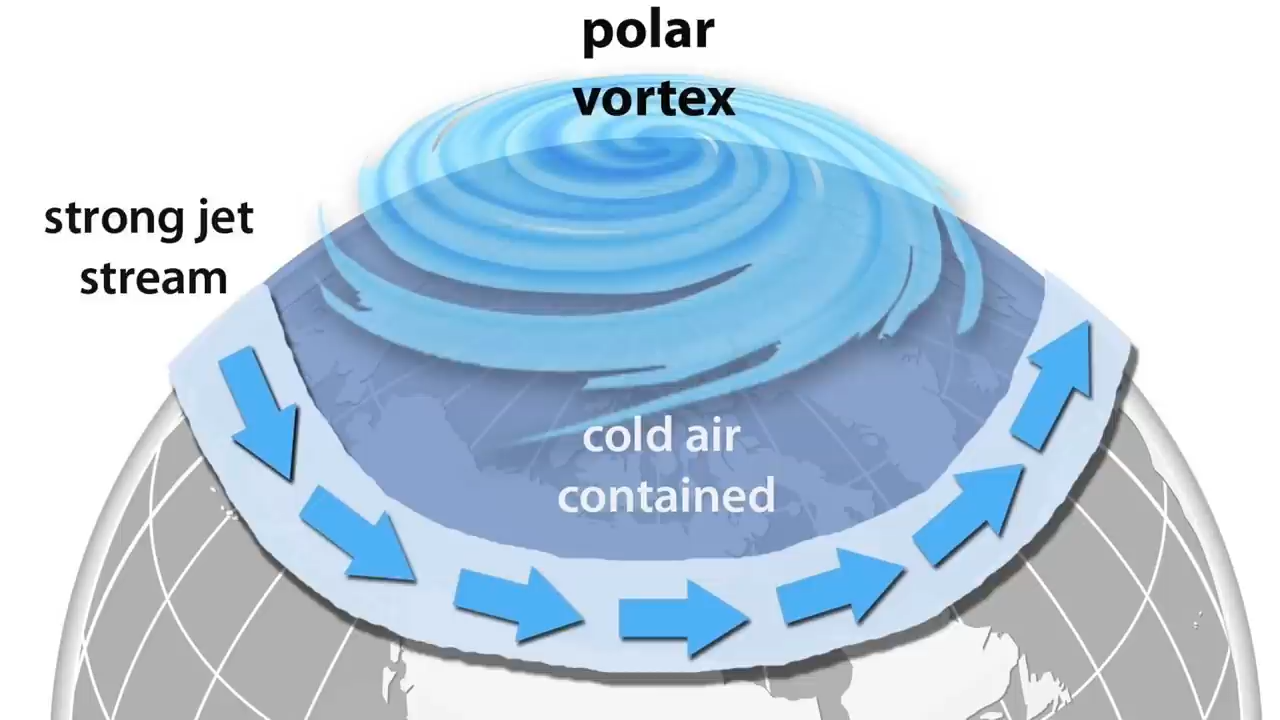 polar
vortex
strong jet
stream
cold air
contained